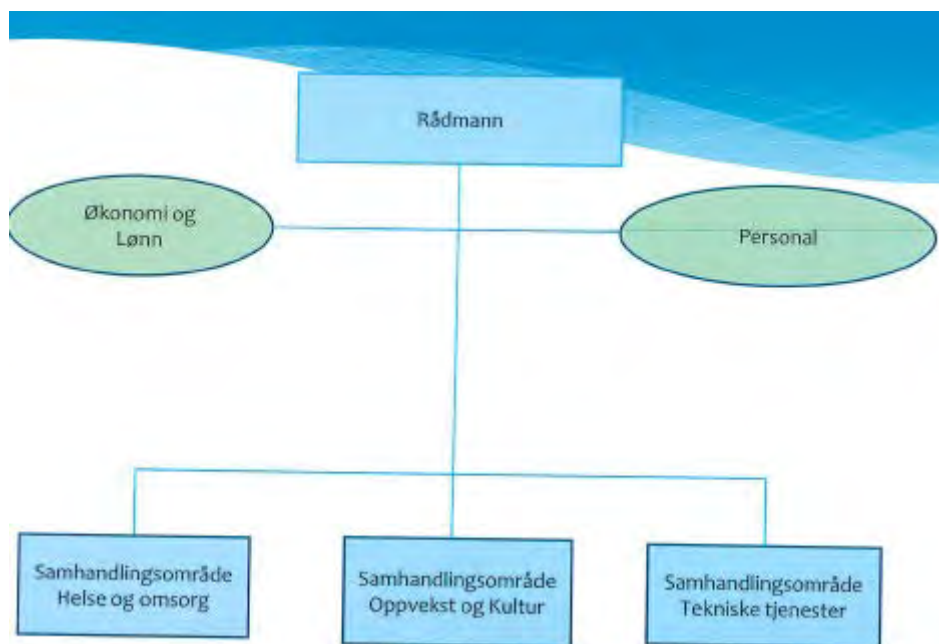 Rådmann
Økonomi og
Lønn
Personal
Samhandlingsområde
Helse og omsorg
Samhandlingsområde
Oppvekst og Kultur
Samhandlingsområde
Tekniske tjenester